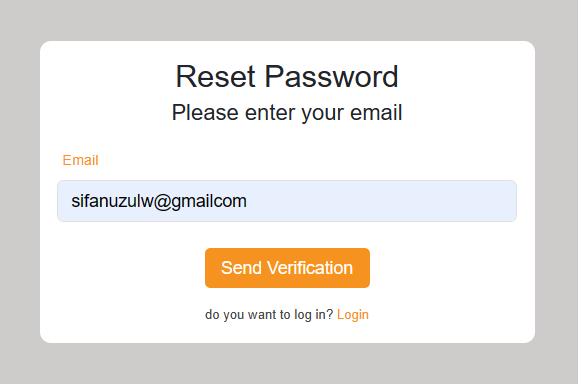 Reset Password
Please enter your email
Email
sifanuzulw@gmailcom
Send Verification
do you want to log in? Login